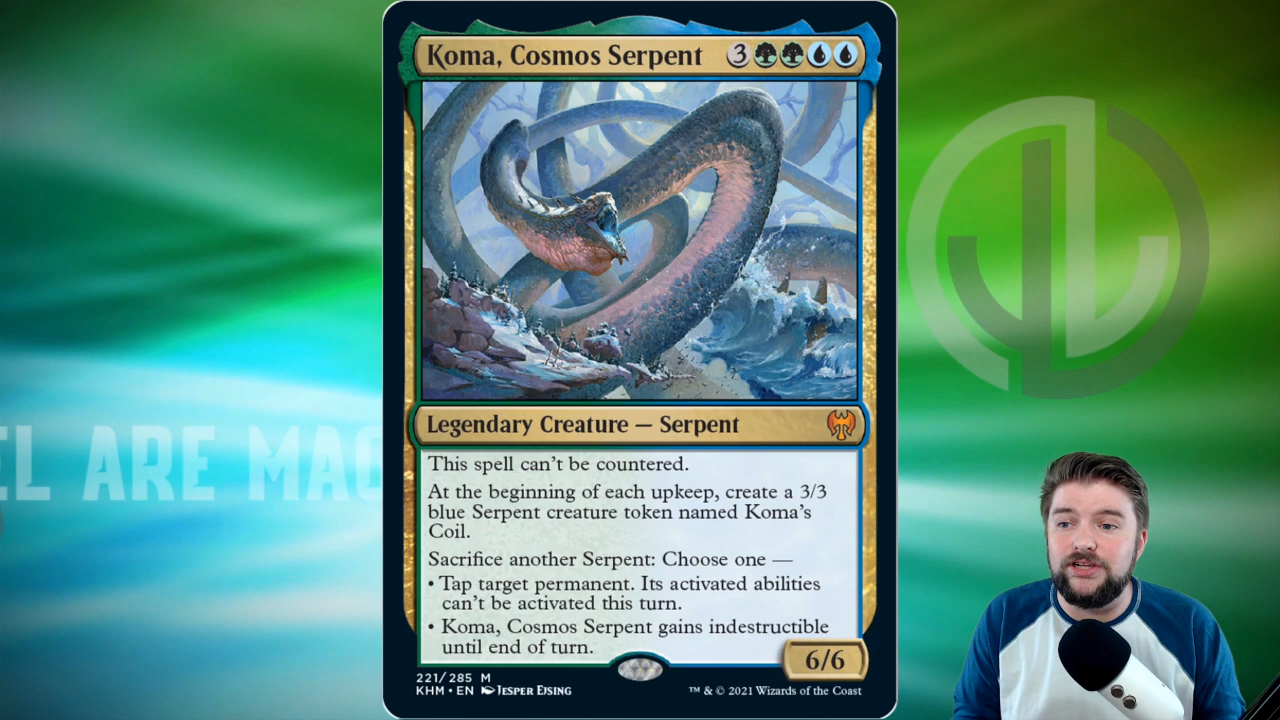 Koma, Cosmos Serpent 3
Legendary Creature — Serpent
This spell can't be countered.
At the beginning of each upkeep, create a 3/3
blue Serpent creature token named Koma's
Coil.
Sacrifice another Serpent: Choose one —
• Tap target permanent. Its activated abilities
can't be activated this turn.
• Koma, Cosmos Serpent gains indestructible
until end of turn.
6/6
221/285 M
KHM • EN Jesper Ejsing
™ & © 2021 Wizards of the Coast
EL ARE MAG